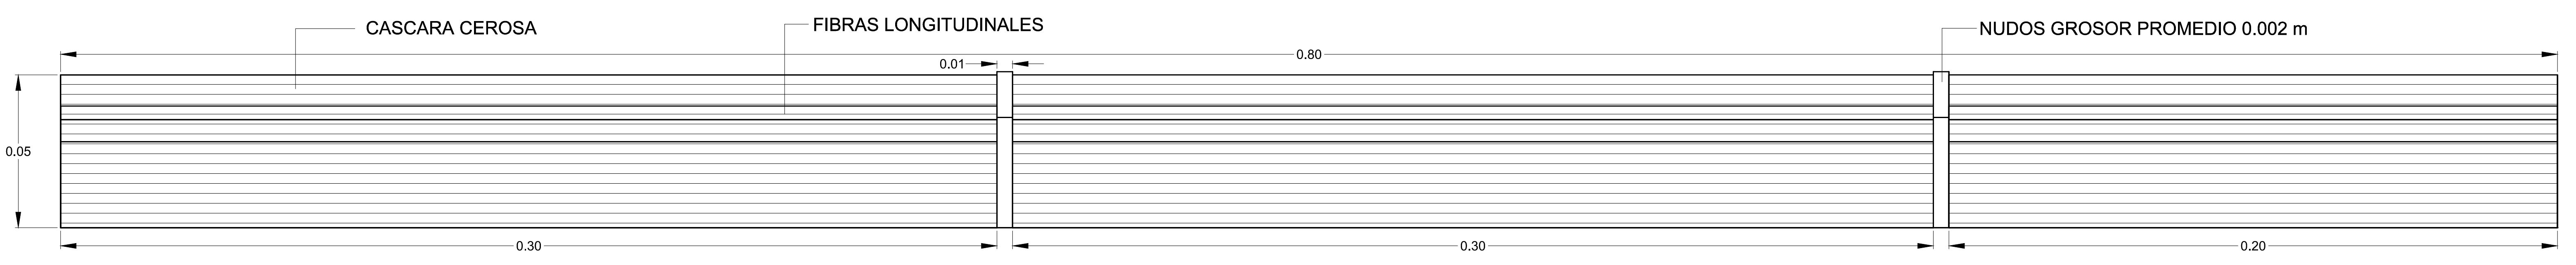 CASCARA CEROSA
FIBRAS LONGITUDINALES
NUDOS GROSOR PROMEDIO 0.002 m
0.80
0.01
0.05
0.30
0.30
0.20